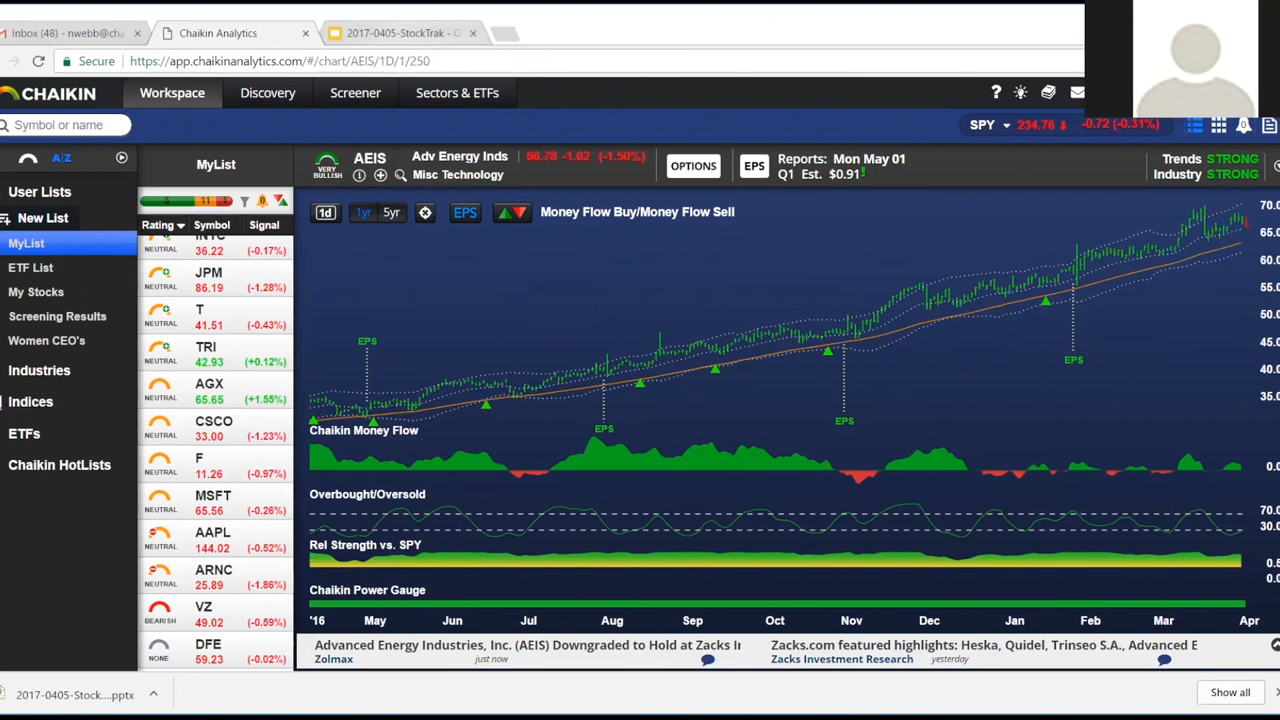 Inbox (48) - nwebb@cha
Chaikin Analytics
2017-0405-StockTrak - G
Secure
https://app.chaikinanalytics.com/#/chart/AEIS/1D/1/250
CHAIKIN
Workspace
Discovery
Screener
Sectors & ETFs
?
Symbol or name
SPY
234.76
-0.72 (-0.31%)
A|Z
User Lists
New List
MyList
ETF List
My Stocks
Screening Results
Women CEO's
Industries
Indices
ETFs
Chaikin HotLists
MyList
11
1
Rating
Symbol
Signal
INTC
NEUTRAL 36.22 (-0.17%)
JPM
NEUTRAL 86.19 (-1.28%)
T
NEUTRAL 41.51 (-0.43%)
TRI
NEUTRAL 42.93 (+0.12%)
AGX
NEUTRAL 65.65 (+1.55%)
CSCO
NEUTRAL 33.00 (-1.23%)
F
NEUTRAL 11.26 (-0.97%)
MSFT
NEUTRAL 65.56 (-0.26%)
AAPL
NEUTRAL 144.02 (-0.52%)
ARNC
NEUTRAL 25.89 (-1.86%)
VZ
BEARISH 49.02 (-0.59%)
DFE
NONE 59.23 (-0.02%)
VERY BULLISH
AEIS
Adv Energy Inds
66.78 -1.02 (-1.50%)
Misc Technology
OPTIONS
EPS
Reports: Mon May 01
Q1 Est. $0.91!
Trends STRONG
Industry STRONG
1d
1yr
5yr
EPS
Money Flow Buy/Money Flow Sell
70.0
65.0
60.0
55.0
50.0
45.0
40.0
35.0
EPS
EPS
EPS
EPS
Chaikin Money Flow
0.0
Overbought/Oversold
70.0
30.0
Rel Strength vs. SPY
0.5
0.0
Chaikin Power Gauge
'16 May Jun Jul Aug Sep Oct Nov Dec Jan Feb Mar Apr
Advanced Energy Industries, Inc. (AEIS) Downgraded to Hold at Zacks In
Zolmax
just now
Zacks.com featured highlights: Heska, Quidel, Trinseo S.A., Advanced E
Zacks Investment Research
yesterday
2017-0405-Stock....pptx
Show all